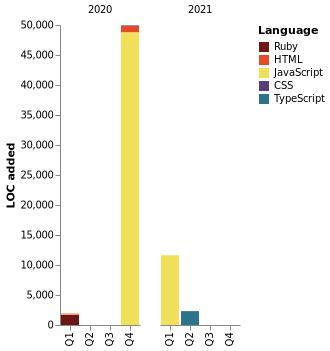 2020
2021
LOC added
50,000
45,000
40,000
35,000
30,000
25,000
20,000
15,000
10,000
5,000
0
Q1
Q2
Q3
Q4
Q1
Q2
Q3
Q4
Language
Ruby
HTML
JavaScript
CSS
TypeScript